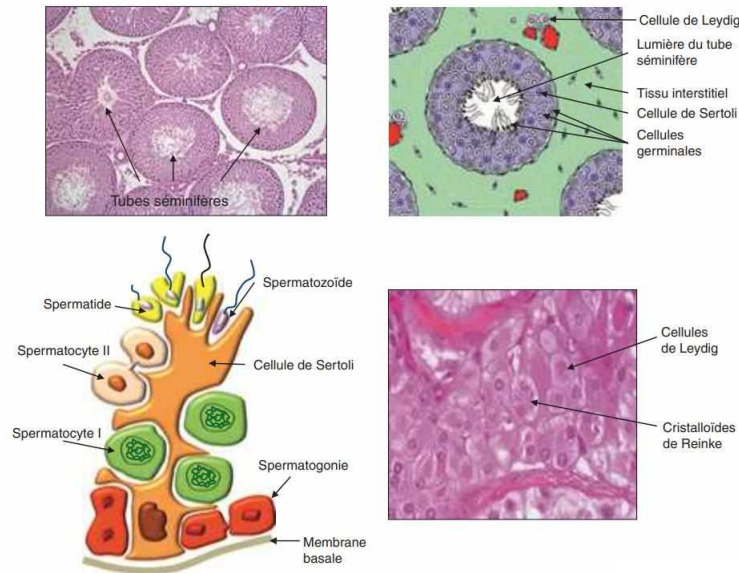 Tubes séminifères
Cellule de Leydig
Lumière du tube
séminifère
Tissu interstitiel
Cellule de Sertoli
Cellules
germinales
Spermatozoïde
Spermatide
Spermatocyte II
Cellule de Sertoli
Spermatocyte I
Spermatogonie
Membrane
basale
Cellules
de Leydig
Cristalloïdes
de Reinke